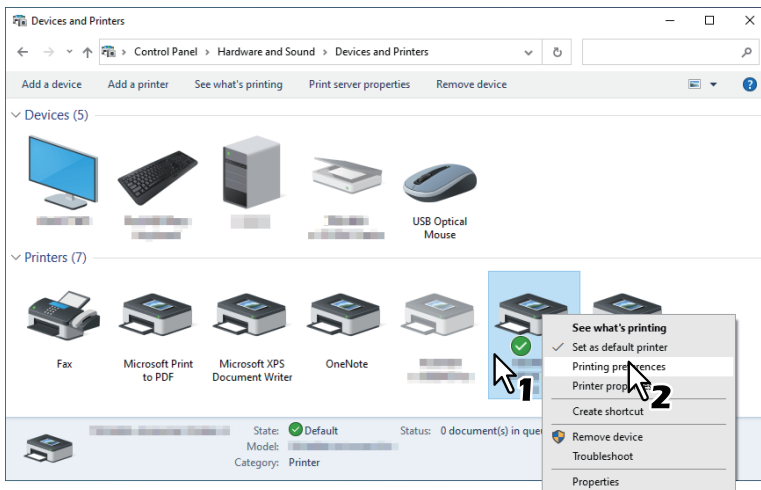 Devices and Printers
Control Panel > Hardware and Sound > Devices and Printers
Add a device Add a printer See what's printing Print server properties Remove device
Devices (5)
USB Optical
Mouse
Printers (7)
Fax
Microsoft Print
to PDF
Microsoft XPS
Document Writer
OneNote
1
See what's printing
Set as default printer
Printing preferences
2
Create shortcut
Remove device
Troubleshoot
Properties
State: Default Status: 0 document(s) in
Model:
Category: Printer